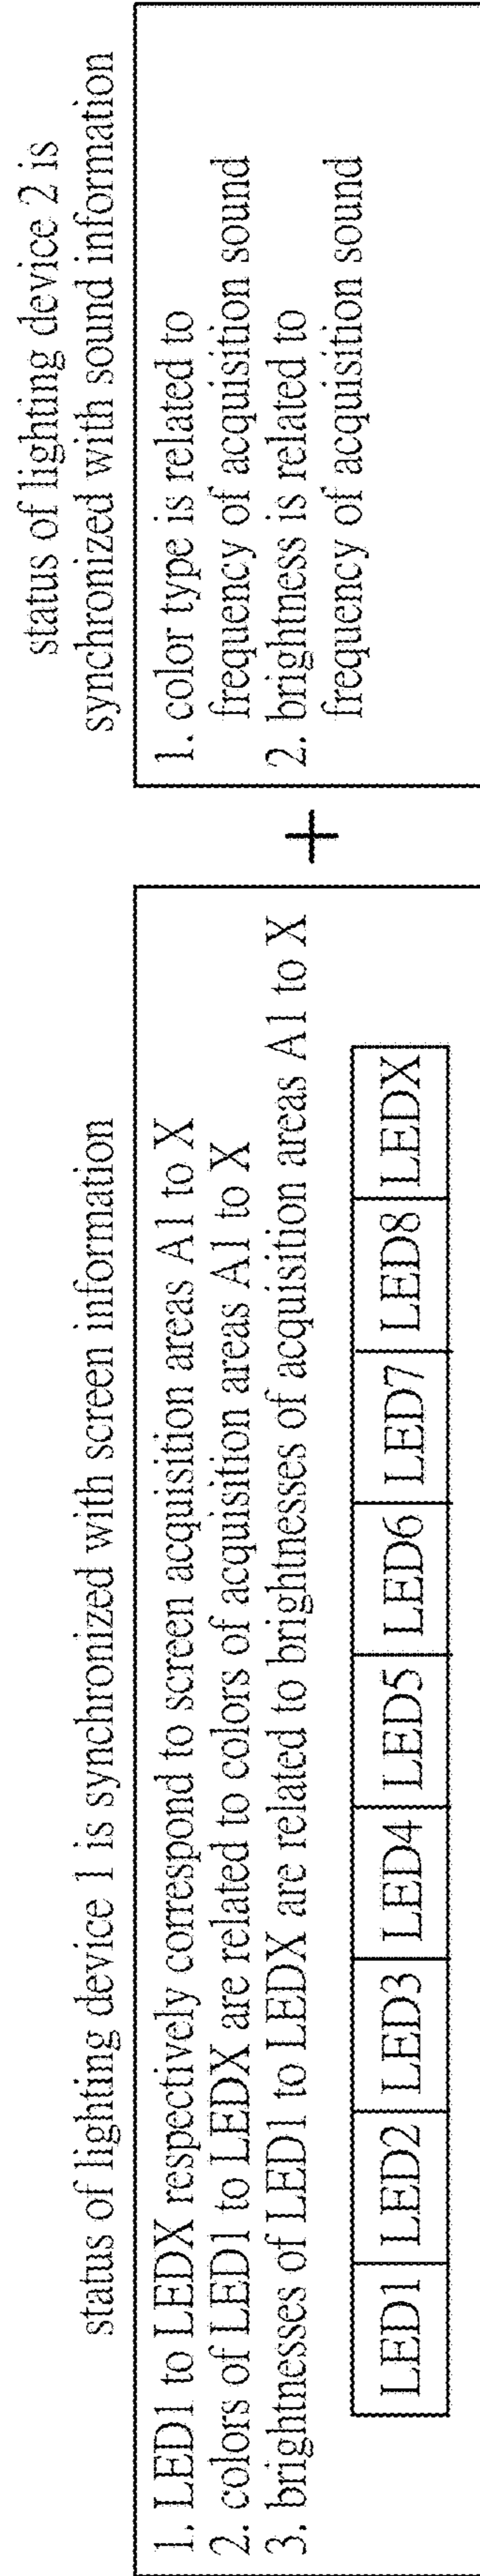 status of lighting device 1 is synchronized with screen information
1. LED1 to LEDX respectively correspond to screen acquisition areas A1 to X
2. colors of LED1 to LEDX are related to colors of acquisition areas A1 to X
3. brightnesses of LED1 to LEDX are related to brightnesses of acquisition areas A1 to X
LED1 LED2 LED3 LED4 LED5 LED6 LED7 LED8 LEDX
+
status of lighting device 2 is
synchronized with sound information
1. color type is related to
frequency of acquisition sound
2. brightness is related to
frequency of acquisition sound